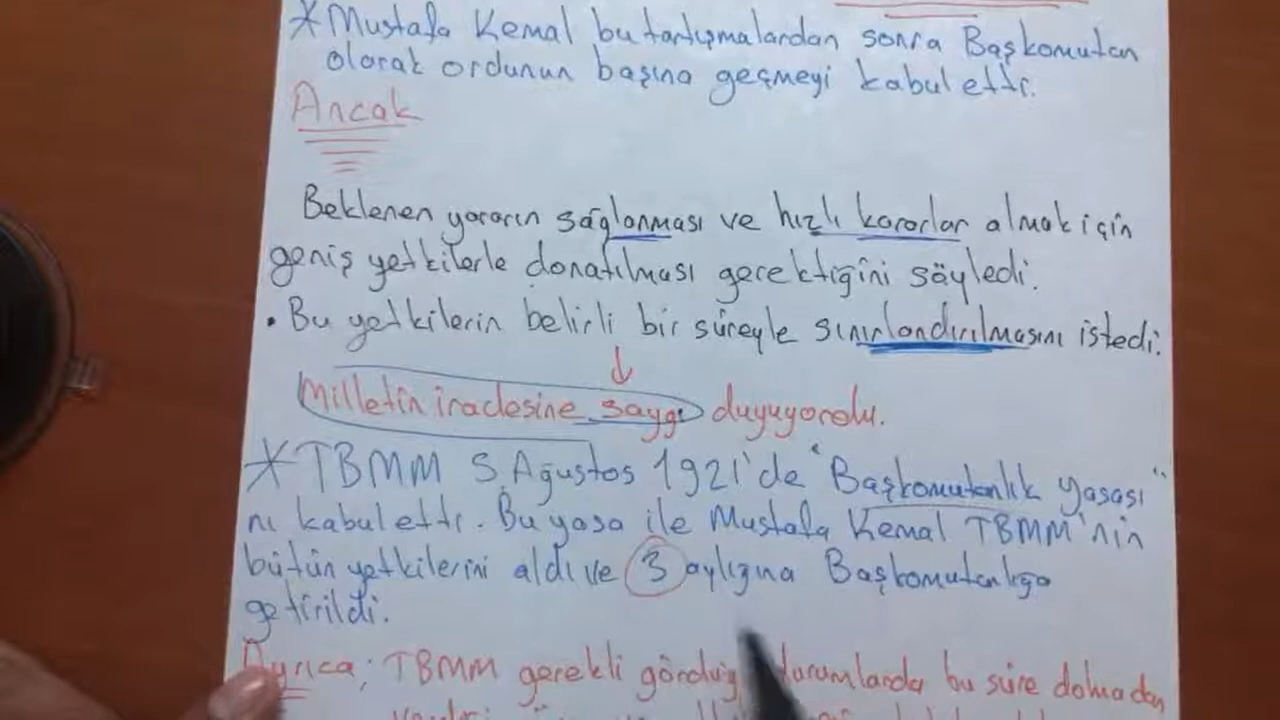 * Mustafa Kemal bu tartışmalardan sonra Başkomutan
olarak ordunun başına geçmeyi kabul etti.
Ancak
Beklenen yararın sağlanması ve hızlı kararlar almak için
geniş yetkilerle donatılması gerektiğini söyledi.
• Bu yetkilerin belirli bir süreyle sınırlandırılmasını istedi.
↓
Milletin iradesine saygı duyuyordu.
* TBMM 5 Ağustos 1921'de "Başkomutanlık yasası"
nı kabul etti. Bu yasa ile Mustafa Kemal TBMM'nin
bütün yetkilerini aldı ve 3 aylığına Başkomutanlığa
getirildi.
Ayrıca; TBMM gerekli gördüğü durumlarda bu süre dolmadan